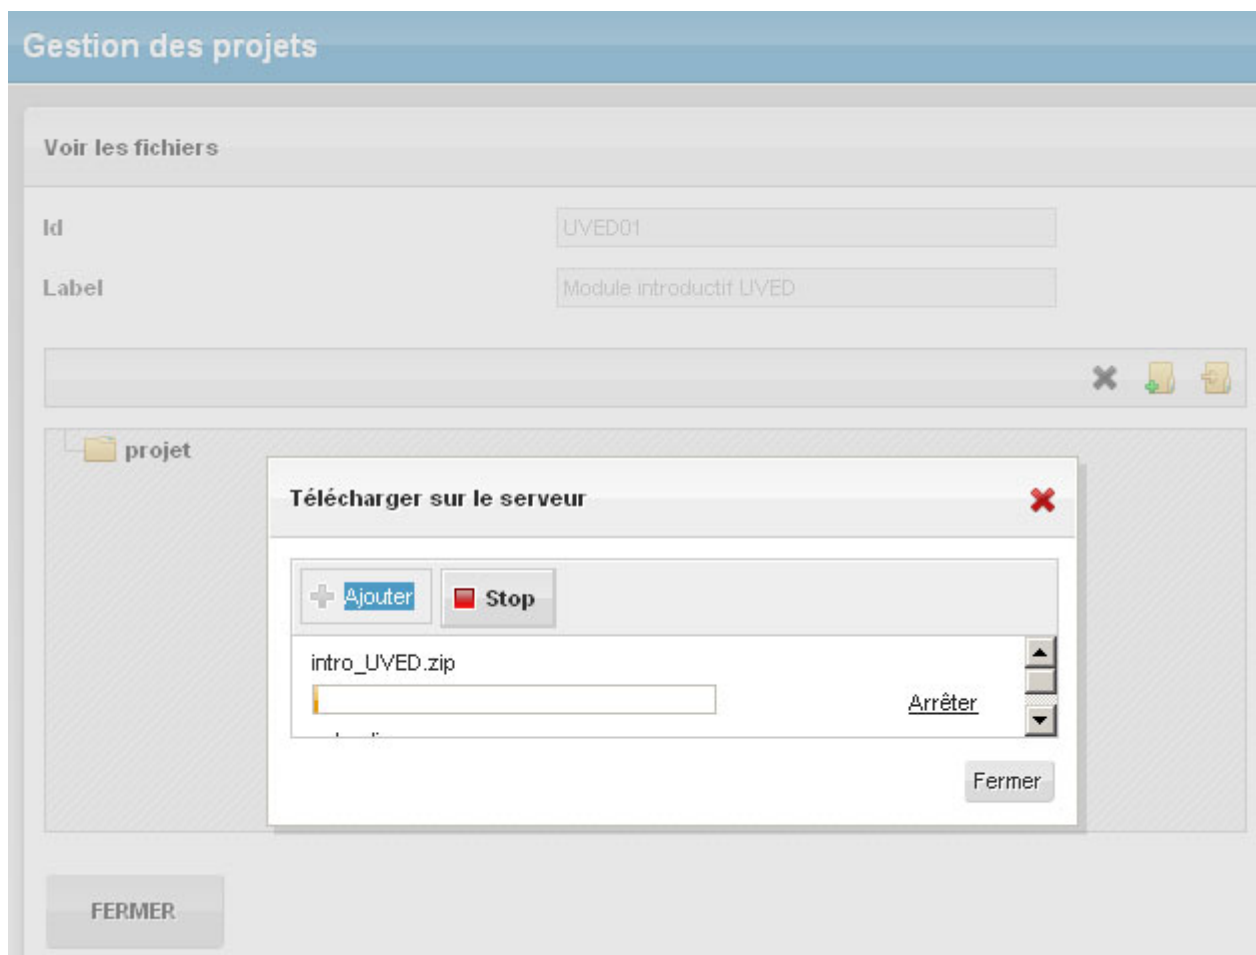 Gestion des projets
Voir les fichiers
Id UVED01
Label Module introductif UVED
projet
Télécharger sur le serveur
Ajouter Stop
intro_UVED.zip
Arrêter
Fermer
FERMER